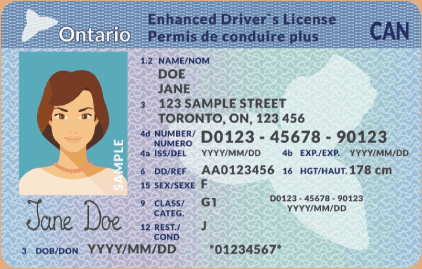 Ontario
Enhanced Driver`s License
Permis de conduire plus
CAN
1.2 NAME/NOM
DOE
JANE
3 123 SAMPLE STREET
TORONTO, ON, 123 456
4d NUMBER/NUMERO D0123 - 45678 - 90123
4a ISS/DEL YYYY/MM/DD 4b EXP./EXP. YYYY/MM/DD
6 DD/REF AA0123456 16 HGT/HAUT. 178 cm
15 SEX/SEXE F
9 CLASS/CATEG. G1
D0123 - 45678 - 90123
YYYY/MM/DD
12 REST./COND J
SAMPLE
Jane Doe
3 DOB/DON YYYY/MM/DD *01234567*